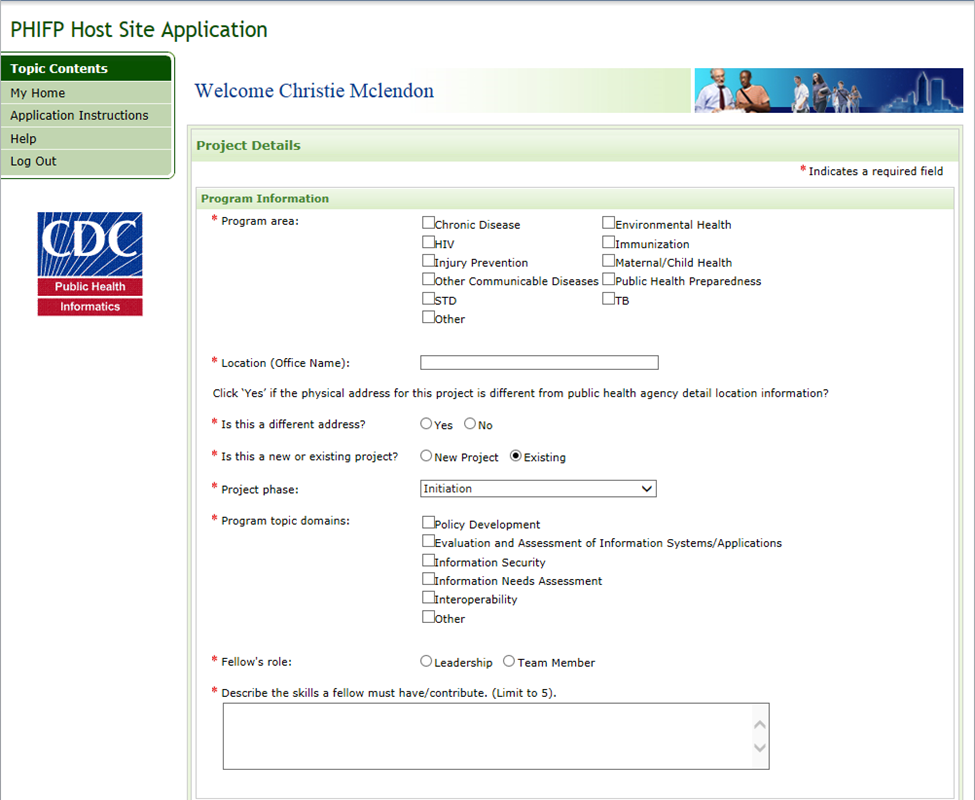 PHIFP Host Site Application
Topic Contents
My Home
Application Instructions
Help
Log Out
CDC
Public Health
Informatics
Welcome Christie Mclendon
Project Details
* Indicates a required field
Program Information
* Program area:
Chronic Disease Environmental Health
HIV Immunization
Injury Prevention Maternal/Child Health
Other Communicable Diseases Public Health Preparedness
STD TB
Other
* Location (Office Name):
Click ‘Yes’ if the physical address for this project is different from public health agency detail location information?
* Is this a different address? Yes No
* Is this a new or existing project? New Project Existing
* Project phase: Initiation
* Program topic domains:
Policy Development
Evaluation and Assessment of Information Systems/Applications
Information Security
Information Needs Assessment
Interoperability
Other
* Fellow's role: Leadership Team Member
* Describe the skills a fellow must have/contribute. (Limit to 5).